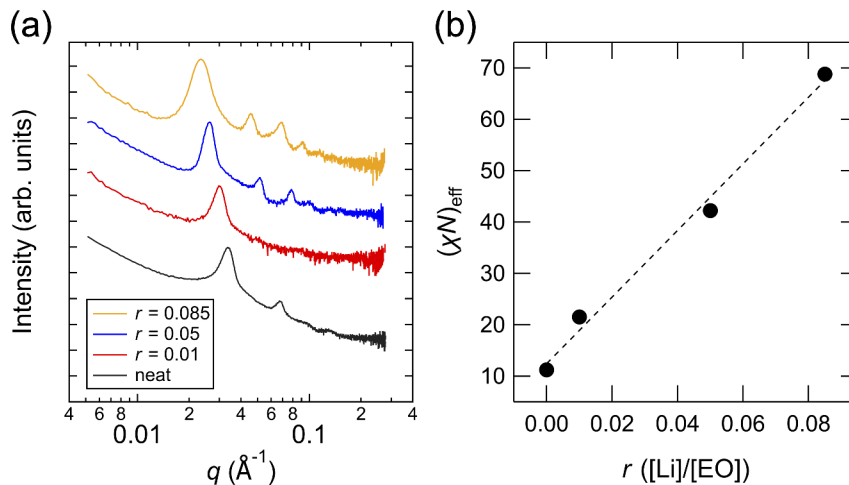 (a)
Intensity (arb. units)
r = 0.085
r = 0.05
r = 0.01
neat
4 6 8 2 4 6 8 2 4
0.01 0.1
q (Å⁻¹)
(b)
70
60
50
40
30
20
10
(χN)eff
0.00 0.02 0.04 0.06 0.08
r ([Li]/[EO])